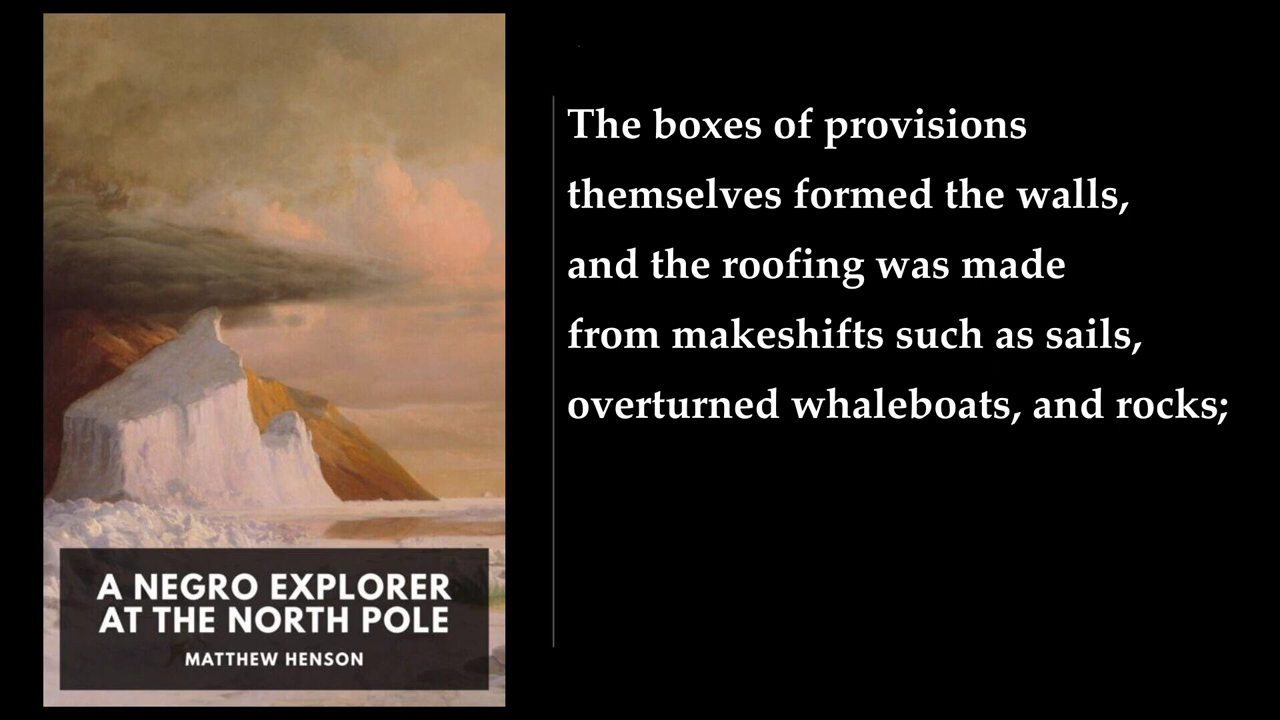 The boxes of provisions
themselves formed the walls,
and the roofing was made
from makeshifts such as sails,
overturned whaleboats, and rocks;
A NEGRO EXPLORER
AT THE NORTH POLE
MATTHEW HENSON